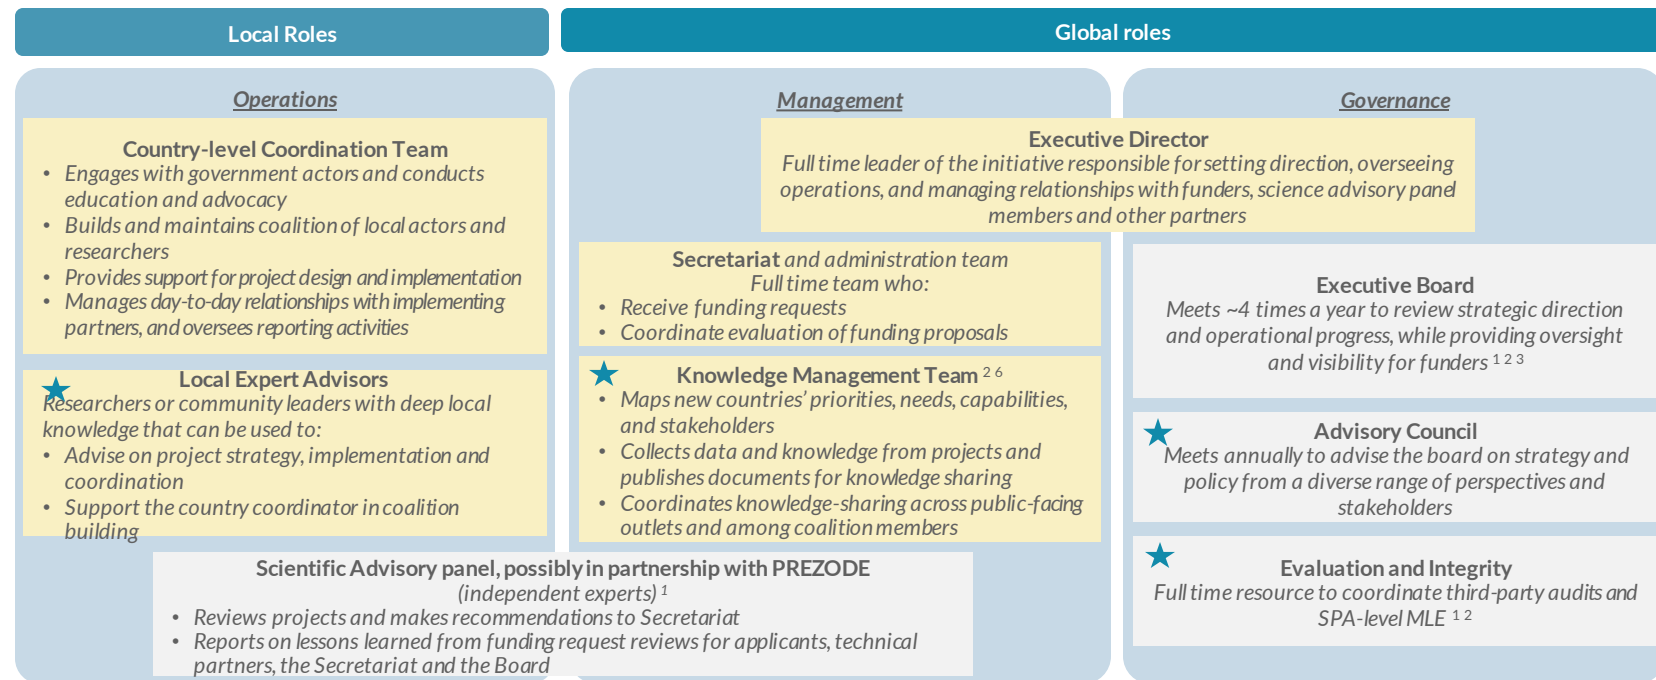 Local Roles
Global roles
Operations
Country-level Coordination Team
• Engages with government actors and conducts
education and advocacy
• Builds and maintains coalition of local actors and
researchers
• Provides support for project design and implementation
• Manages day-to-day relationships with implementing
partners, and oversees reporting activities
Local Expert Advisors
Researchers or community leaders with deep local
knowledge that can be used to:
• Advise on project strategy, implementation and
coordination
• Support the country coordinator in coalition
building
Management
Governance
Executive Director
Full time leader of the initiative responsible for setting direction, overseeing
operations, and managing relationships with funders, science advisory panel
members and other partners
Secretariat and administration team
Full time team who:
• Receive funding requests
• Coordinate evaluation of funding proposals
Knowledge Management Team 2 6
• Maps new countries' priorities, needs, capabilities,
and stakeholders
• Collects data and knowledge from projects and
publishes documents for knowledge sharing
• Coordinates knowledge-sharing across public-facing
outlets and among coalition members
Executive Board
Meets ~4 times a year to review strategic direction
and operational progress, while providing oversight
and visibility for funders 1 2 3
Advisory Council
Meets annually to advise the board on strategy and
policy from a diverse range of perspectives and
stakeholders
Evaluation and Integrity
Full time resource to coordinate third-party audits and
SPA-level MLE 1 2
Scientific Advisory panel, possibly in partnership with PREZODE
(independent experts) 1
• Reviews projects and makes recommendations to Secretariat
• Reports on lessons learned from funding request reviews for applicants, technical
partners, the Secretariat and the Board